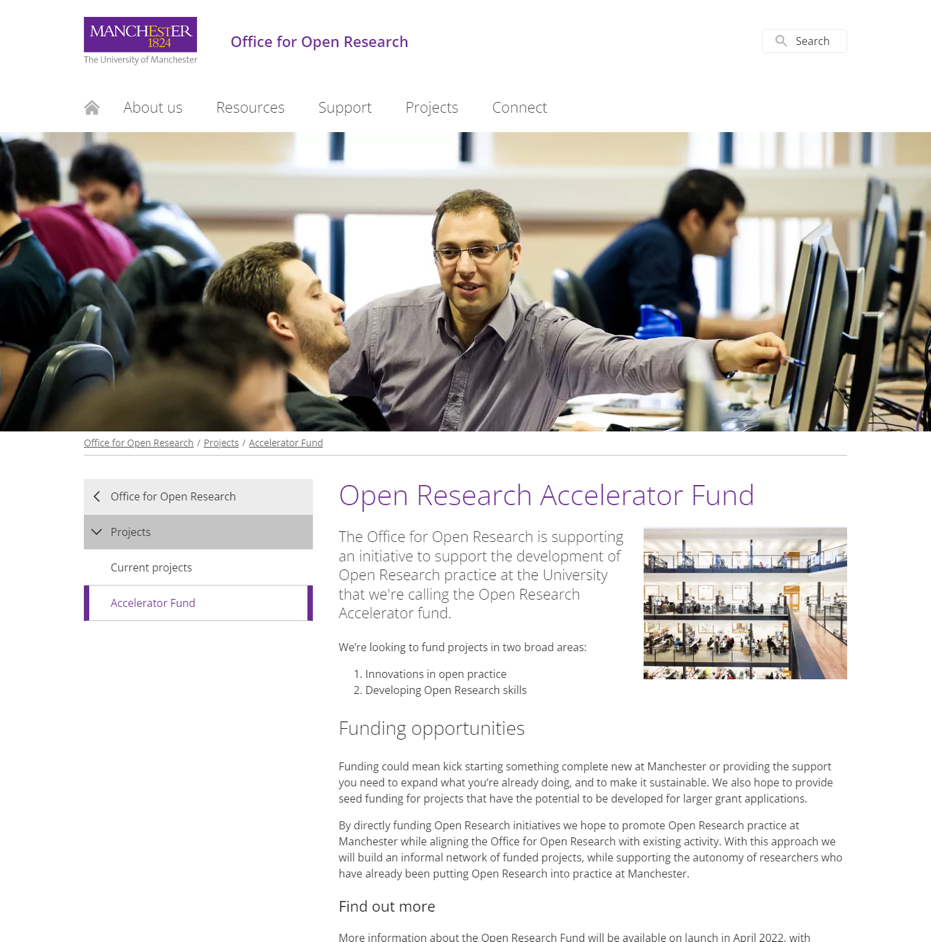 MANCHESTER
1824
The University of Manchester
Office for Open Research
Search
About us
Resources
Support
Projects
Connect
Office for Open Research / Projects / Accelerator Fund
Office for Open Research
Projects
Current projects
Accelerator Fund
Open Research Accelerator Fund
The Office for Open Research is supporting
an initiative to support the development of
Open Research practice at the University
that we're calling the Open Research
Accelerator fund.
We’re looking to fund projects in two broad areas:
1. Innovations in open practice
2. Developing Open Research skills
Funding opportunities
Funding could mean kick starting something complete new at Manchester or providing the support
you need to expand what you’re already doing, and to make it sustainable. We also hope to provide
seed funding for projects that have the potential to be developed for larger grant applications.
By directly funding Open Research initiatives we hope to promote Open Research practice at
Manchester while aligning the Office for Open Research with existing activity. With this approach we
will build an informal network of funded projects, while supporting the autonomy of researchers who
have already been putting Open Research into practice at Manchester.
Find out more
More information about the Open Research Fund will be available on launch in April 2022, with